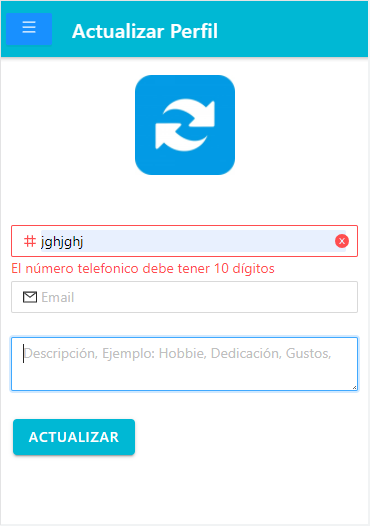 Actualizar Perfil
jghjghj
El número telefonico debe tener 10 dígitos
Email
Descripción, Ejemplo: Hobbie, Dedicación, Gustos,
ACTUALIZAR